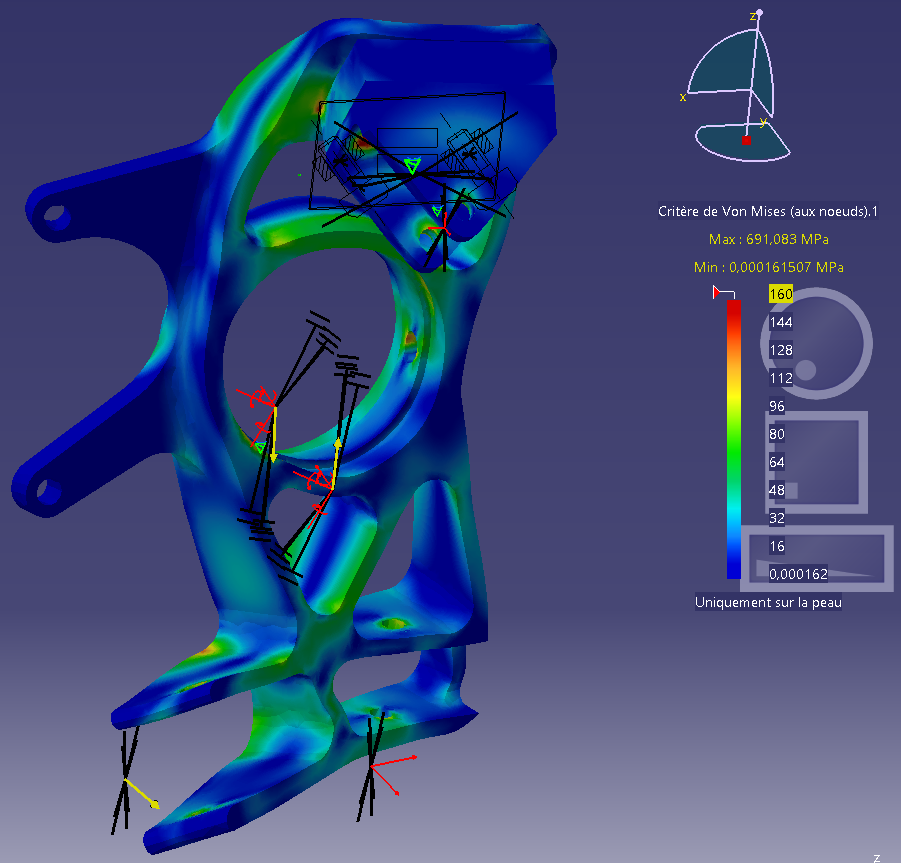 z
x
y
Critère de Von Mises (aux noeuds).1
Max : 691,083 MPa
Min : 0,000161507 MPa
160
144
128
112
96
80
64
48
32
16
0,000162
Uniquement sur la peau
z